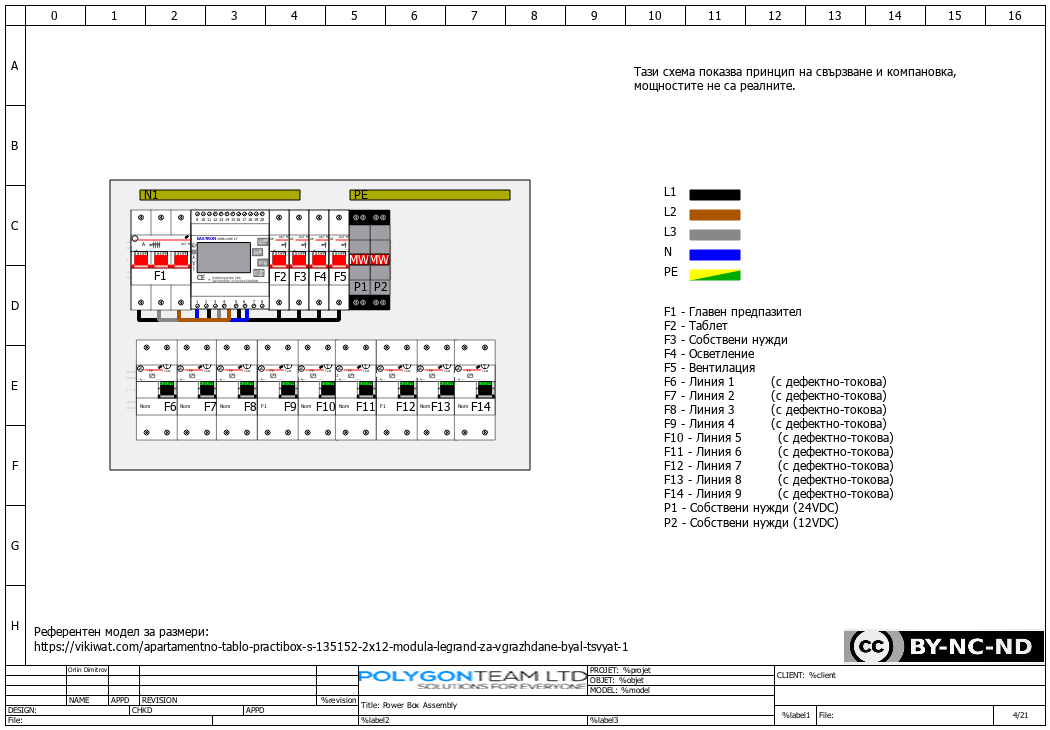 0 1 2 3 4 5 6 7 8 9 10 11 12 13 14 15 16
A
B
C
D
E
F
G
H
Тази схема показва принцип на свързване и компановка,
мощностите не са реалните.
N1 PE
EASTRON
CE
F1 F2 F3 F4 F5
MW MW
P1 P2
F6 F7 F8 F9 F10 F11 F12 F13 F14
L1
L2
L3
N
PE
F1 - Главен предпазител
F2 - Таблет
F3 - Собствени нужди
F4 - Осветление
F5 - Вентилация
F6 - Линия 1 (с дефектно-токова)
F7 - Линия 2 (с дефектно-токова)
F8 - Линия 3 (с дефектно-токова)
F9 - Линия 4 (с дефектно-токова)
F10 - Линия 5 (с дефектно-токова)
F11 - Линия 6 (с дефектно-токова)
F12 - Линия 7 (с дефектно-токова)
F13 - Линия 8 (с дефектно-токова)
F14 - Линия 9 (с дефектно-токова)
P1 - Собствени нужди (24VDC)
P2 - Собствени нужди (12VDC)
Референтен модел за размери:
https://vikiwat.com/apartamentno-tablo-practibox-s-135152-2x12-modula-legrand-za-vgrazhdane-byal-tsvyat-1
CC BY-NC-ND
Orlin Dimitrov
NAME APPD REVISION %revision
DESIGN: CHKD APPD
File:
POLYGONTEAM LTD
SOLUTIONS FOR EVERYONE
Title: Power Box Assembly
%label2 %label3
PROJET: %projet
OBJET: %objet
MODEL: %model
CLIENT: %client
%label1 File: 4/21